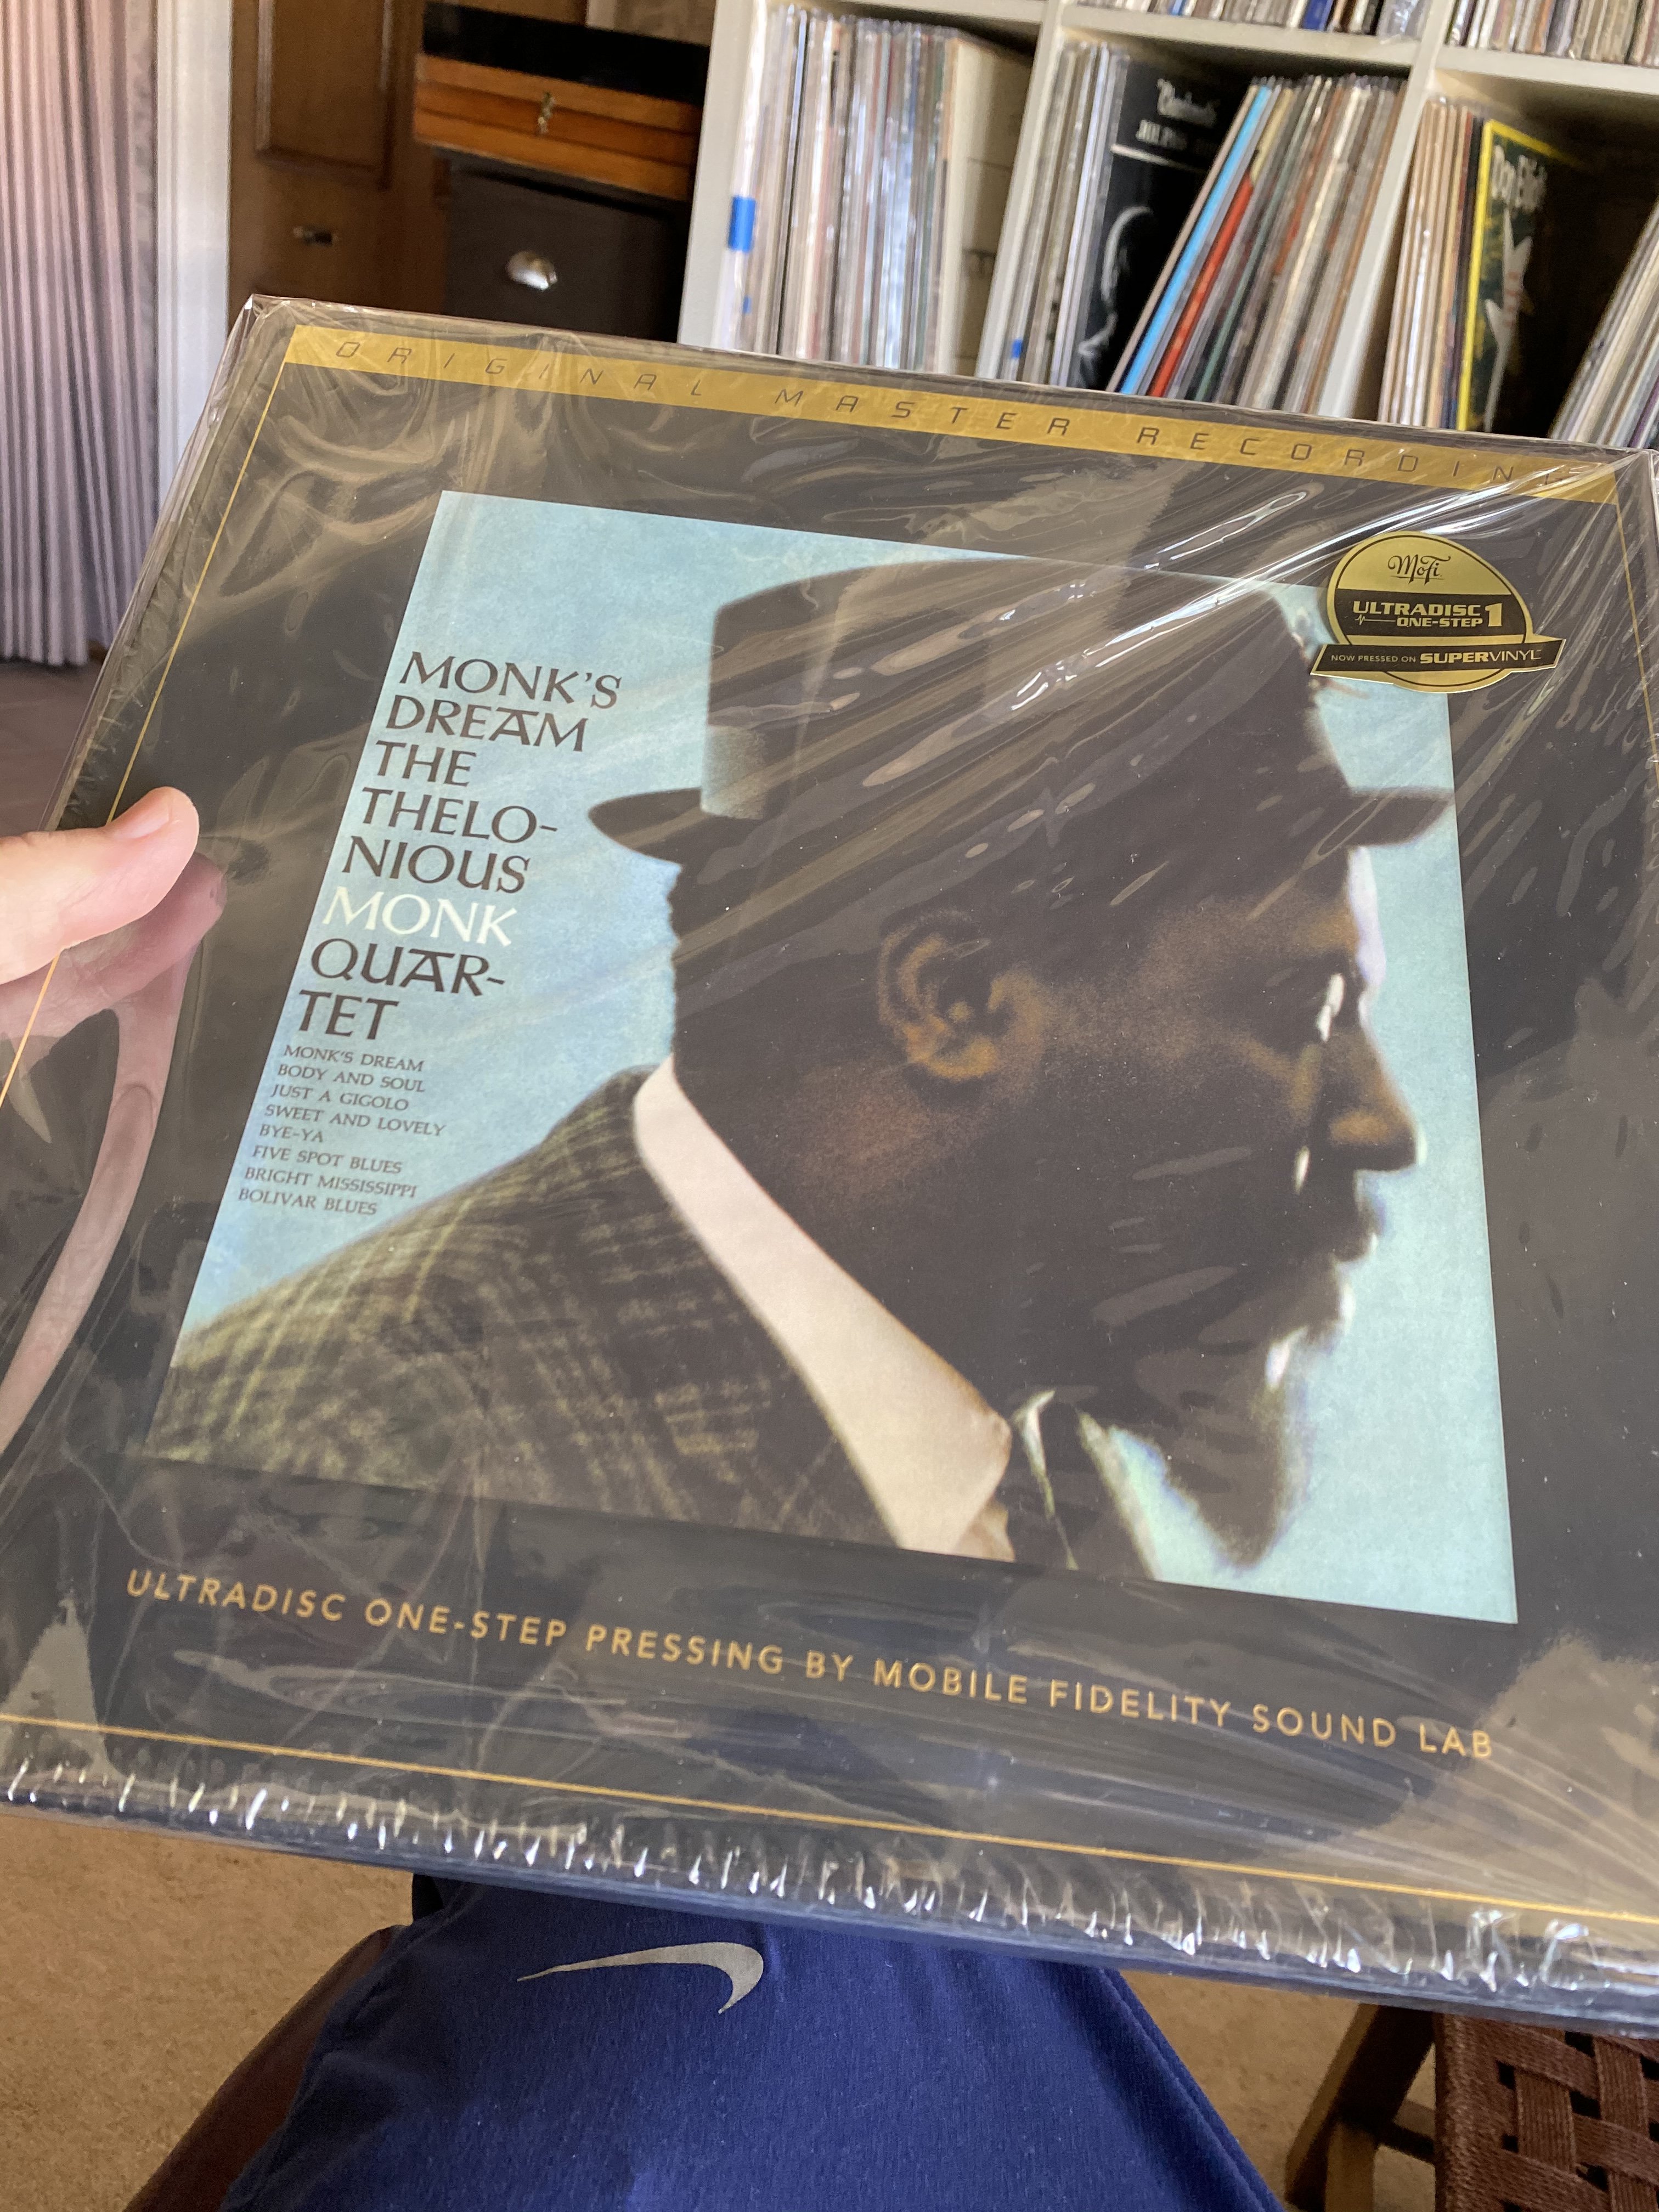 Don Elliott
ORIGINAL MASTER RECORDING
MoFi
ULTRADISC 1
ONE-STEP
NOW PRESSED ON SUPERVINYL
MONK'S
DREAM
THE
THELO-
NIOUS
MONK
QUAR-
TET
MONK'S DREAM
BODY AND SOUL
JUST A GIGOLO
SWEET AND LOVELY
BYE-YA
FIVE SPOT BLUES
BRIGHT MISSISSIPPI
BOLIVAR BLUES
ULTRADISC ONE-STEP PRESSING BY MOBILE FIDELITY SOUND LAB